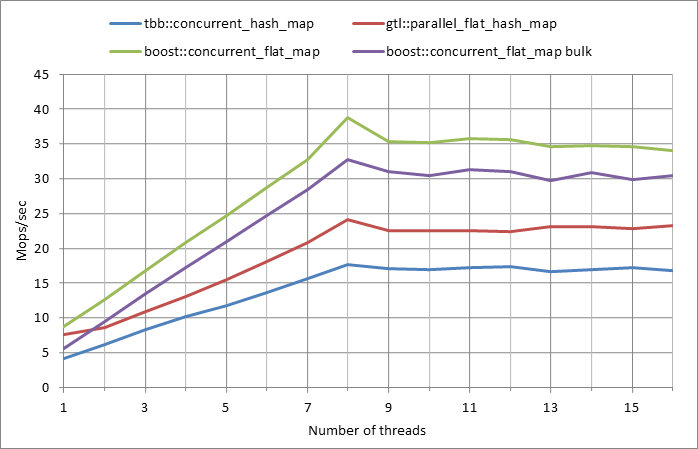 tbb::concurrent_hash_map gtl::parallel_flat_hash_map
boost::concurrent_flat_map boost::concurrent_flat_map bulk
45
40
35
30
25
20
15
10
5
0
Mops/sec
1 3 5 7 9 11 13 15
Number of threads